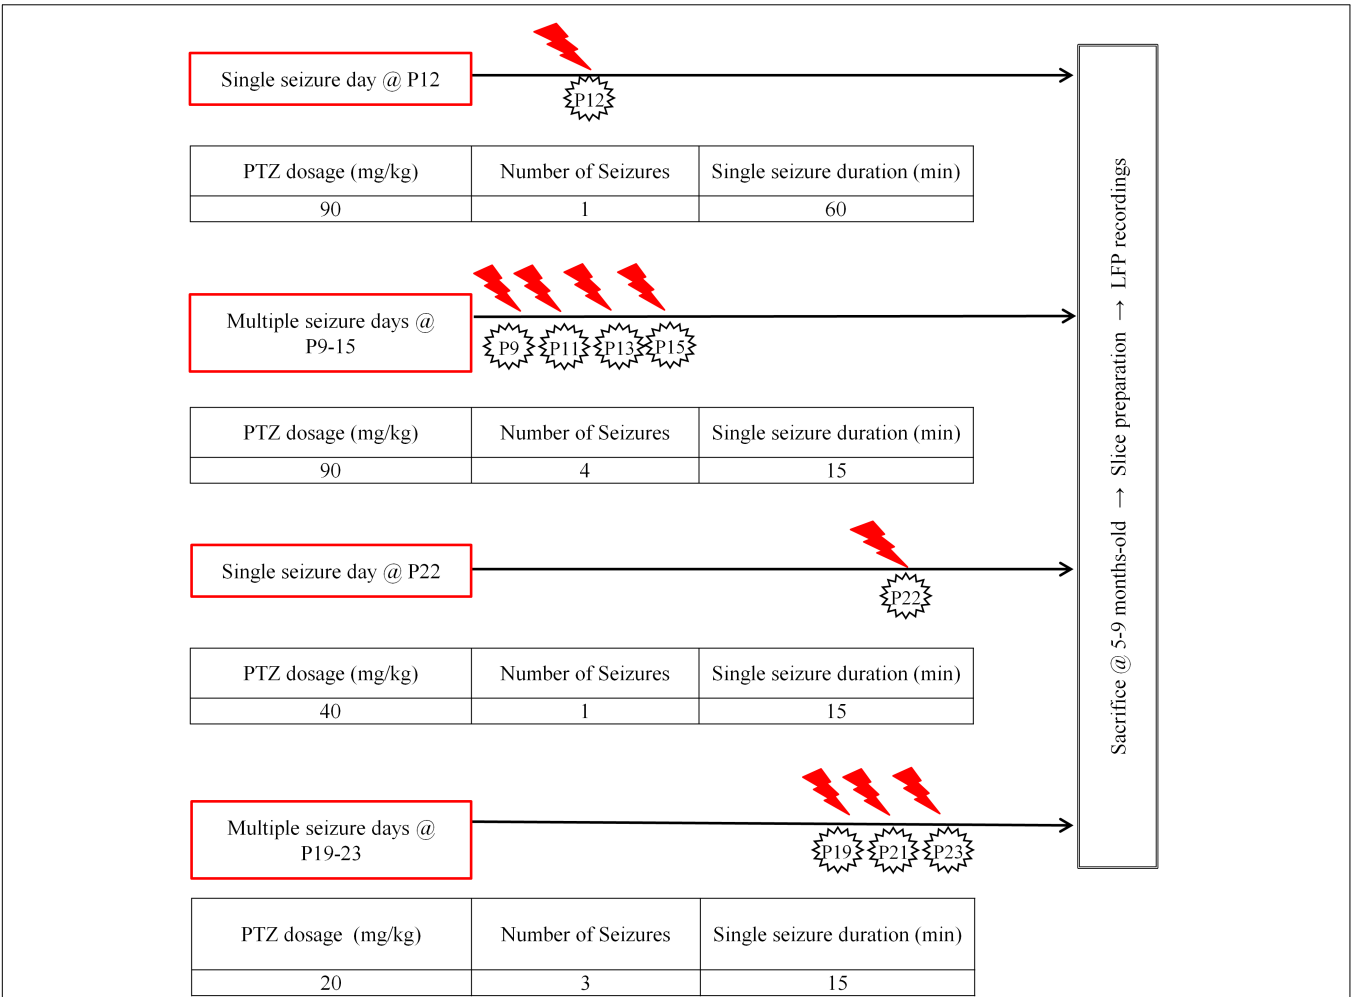 Single seizure day @ P12
P12
PTZ dosage (mg/kg) Number of Seizures Single seizure duration (min)
90 1 60
Multiple seizure days @
P9-15
P9 P11 P13 P15
PTZ dosage (mg/kg) Number of Seizures Single seizure duration (min)
90 4 15
Single seizure day @ P22
P22
PTZ dosage (mg/kg) Number of Seizures Single seizure duration (min)
40 1 15
Multiple seizure days @
P19-23
P19 P21 P23
PTZ dosage (mg/kg) Number of Seizures Single seizure duration (min)
20 3 15
Sacrifice @ 5-9 months-old → Slice preparation → LFP recordings